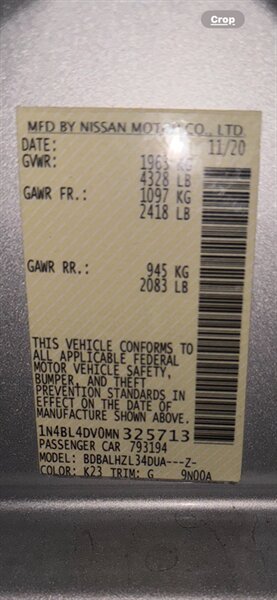 Crop
MFD BY NISSAN MOTOR CO., LTD.
DATE: 11/20
GVWR: 1963 KG
4328 LB
GAWR FR.: 1097 KG
2418 LB
GAWR RR.: 945 KG
2083 LB
THIS VEHICLE CONFORMS TO
ALL APPLICABLE FEDERAL
MOTOR VEHICLE SAFETY,
BUMPER, AND THEFT
PREVENTION STANDARDS IN
EFFECT ON THE DATE OF
MANUFACTURE SHOWN ABOVE.
1N4BL4DV0MN325713
PASSENGER CAR 793194
MODEL: BDBALHZL34DUA---Z-
COLOR: K23 TRIM: G 9N00A